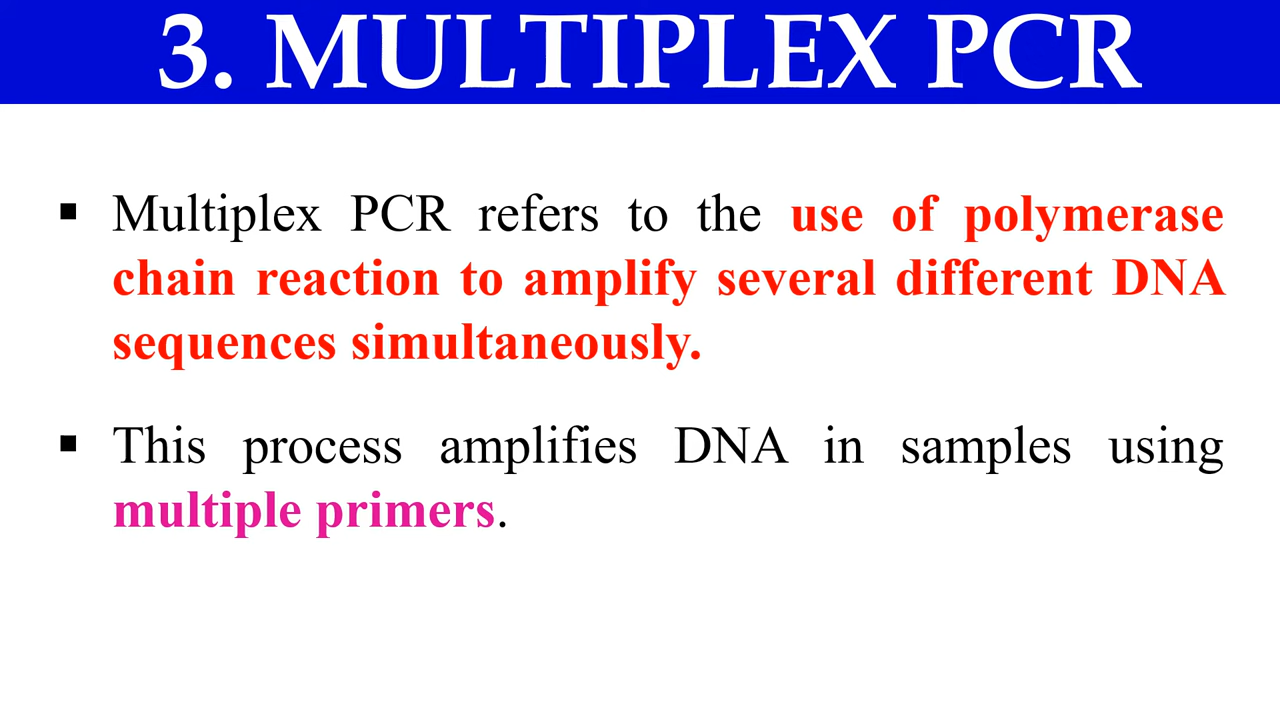 3. MULTIPLEX PCR
▪ Multiplex PCR refers to the use of polymerase
chain reaction to amplify several different DNA
sequences simultaneously.
▪ This process amplifies DNA in samples using
multiple primers.